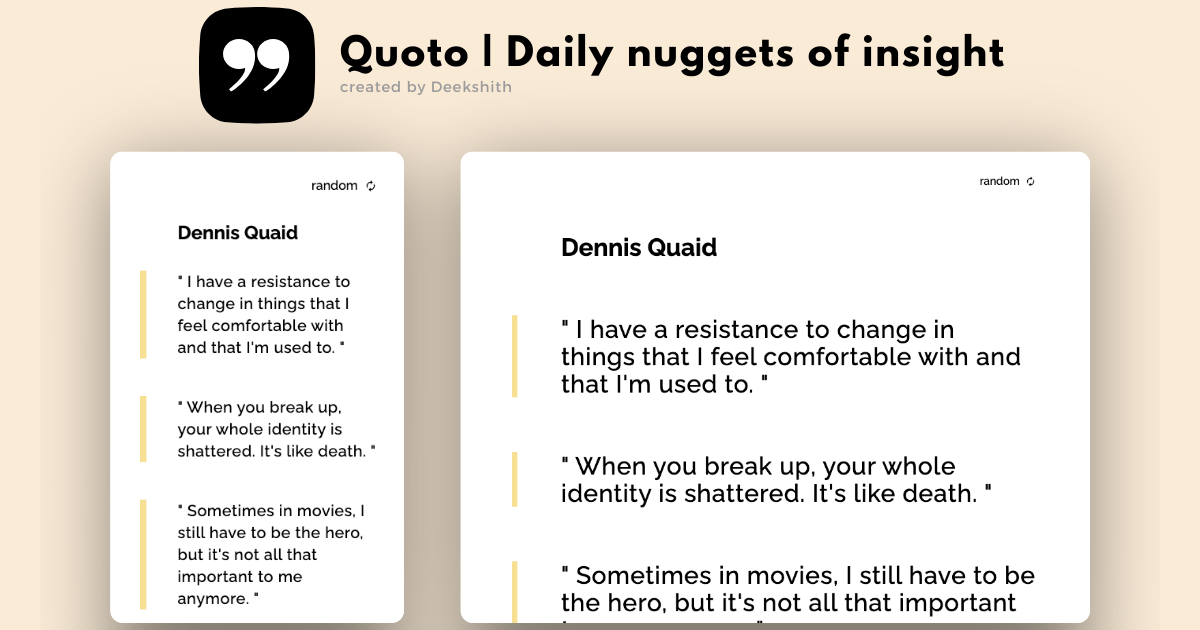 Quoto | Daily nuggets of insight
created by Deekshith
random
Dennis Quaid
" I have a resistance to
change in things that I
feel comfortable with
and that I'm used to. "
" When you break up,
your whole identity is
shattered. It's like death. "
" Sometimes in movies, I
still have to be the hero,
but it's not all that
important to me
anymore. "
random
Dennis Quaid
" I have a resistance to change in
things that I feel comfortable with and
that I'm used to. "
" When you break up, your whole
identity is shattered. It's like death. "
" Sometimes in movies, I still have to be
the hero, but it's not all that important